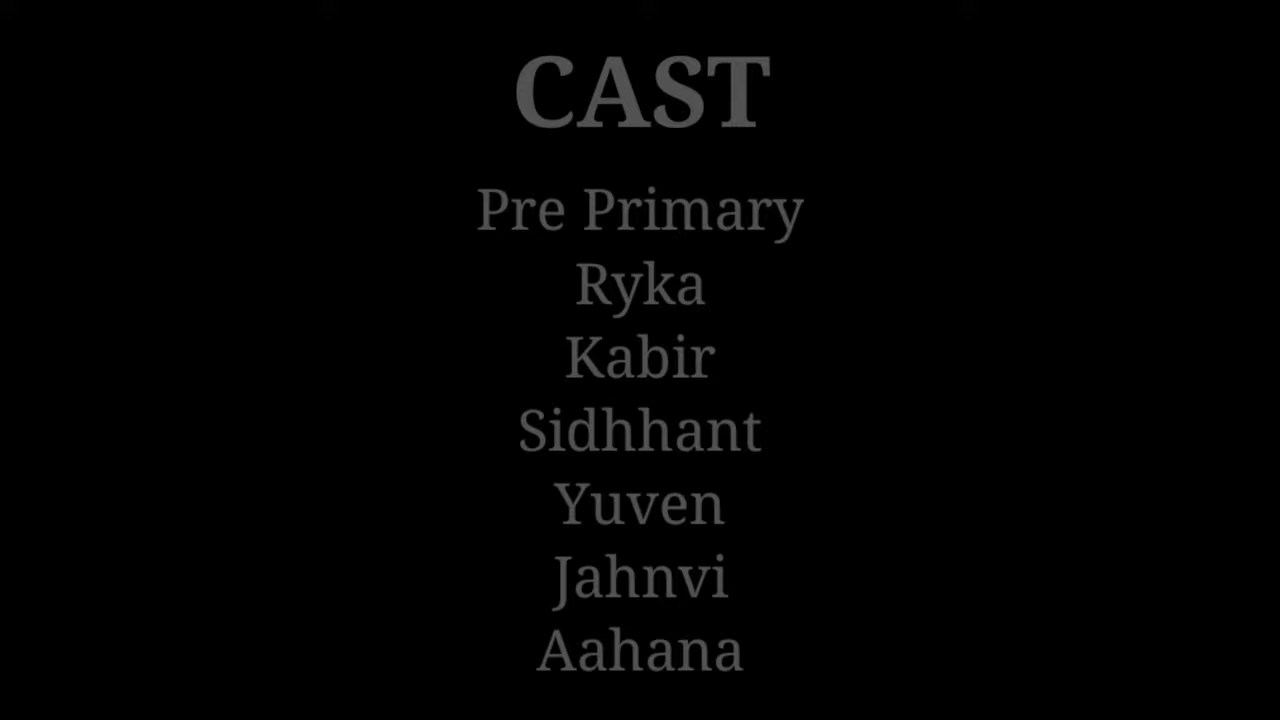 CAST
Pre Primary
Ryka
Kabir
Sidhhant
Yuven
Jahnvi
Aahana